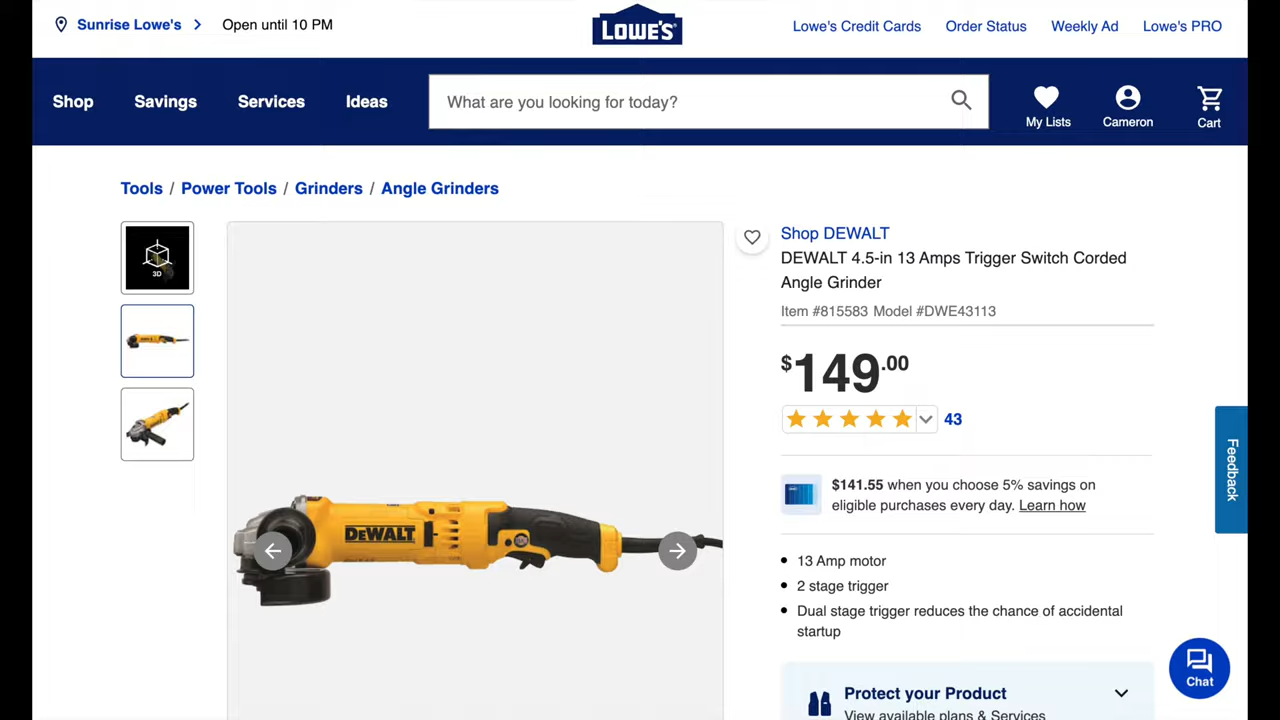 Sunrise Lowe's
Open until 10 PM
LOWE'S
Lowe's Credit Cards
Order Status
Weekly Ad
Lowe's PRO
Shop
Savings
Services
Ideas
What are you looking for today?
My Lists
Cameron
Cart
Tools / Power Tools / Grinders / Angle Grinders
3D
DEWALT
Shop DEWALT
DEWALT 4.5-in 13 Amps Trigger Switch Corded
Angle Grinder
Item #815583 Model #DWE43113
$149.00
43
$141.55 when you choose 5% savings on
eligible purchases every day. Learn how
13 Amp motor
2 stage trigger
Dual stage trigger reduces the chance of accidental
startup
Protect your Product
View available plans & Services
Feedback
Chat